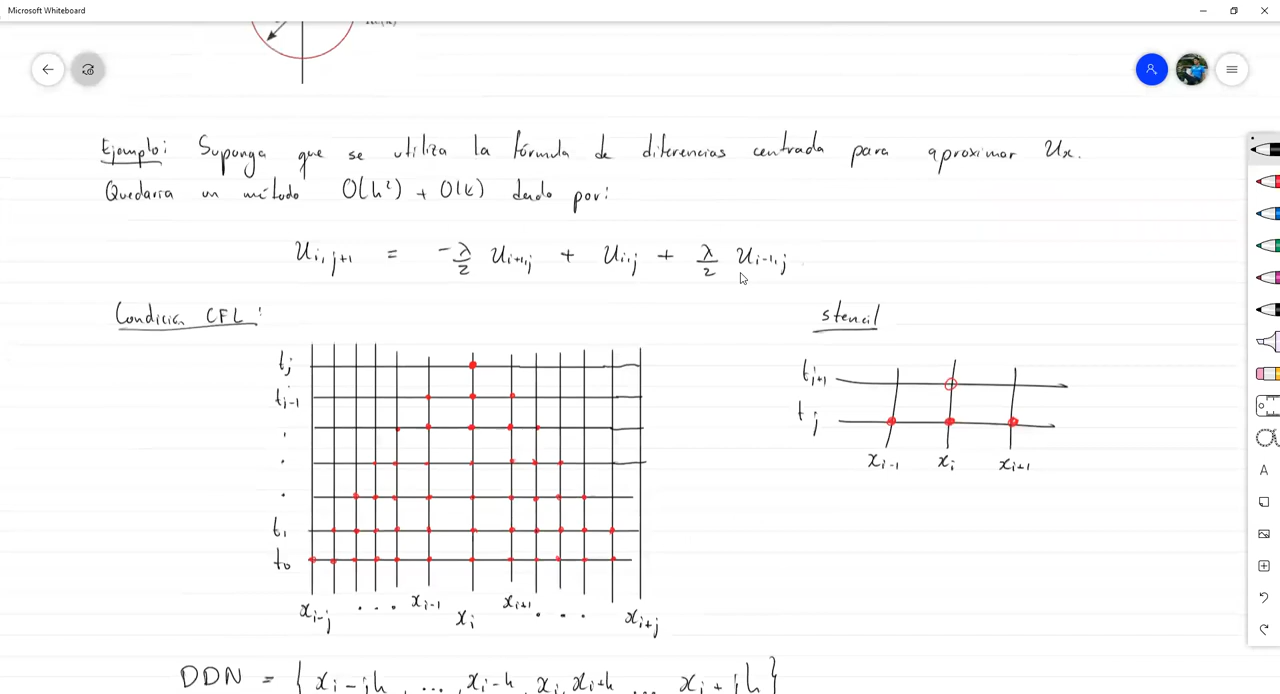 Microsoft Whiteboard
Ejemplo: Suponga que se utiliza la fórmula de diferencias centrada para aproximar Ux.
Quedaría un método O(h²) + O(k) dado por:
Ui,j+1 = -λ/2 Ui+1,j + Ui,j + λ/2 Ui-1,j
Condición CFL:
stencil
tj
tj-1
.
.
.
t1
t0
xi-j ... xi-1 xi xi+1 ... xi+j
tj+1
tj
xi-1 xi xi+1
DDN = { xi-jh, ..., xi-h, xi, xi+h ... xi+jh }
A